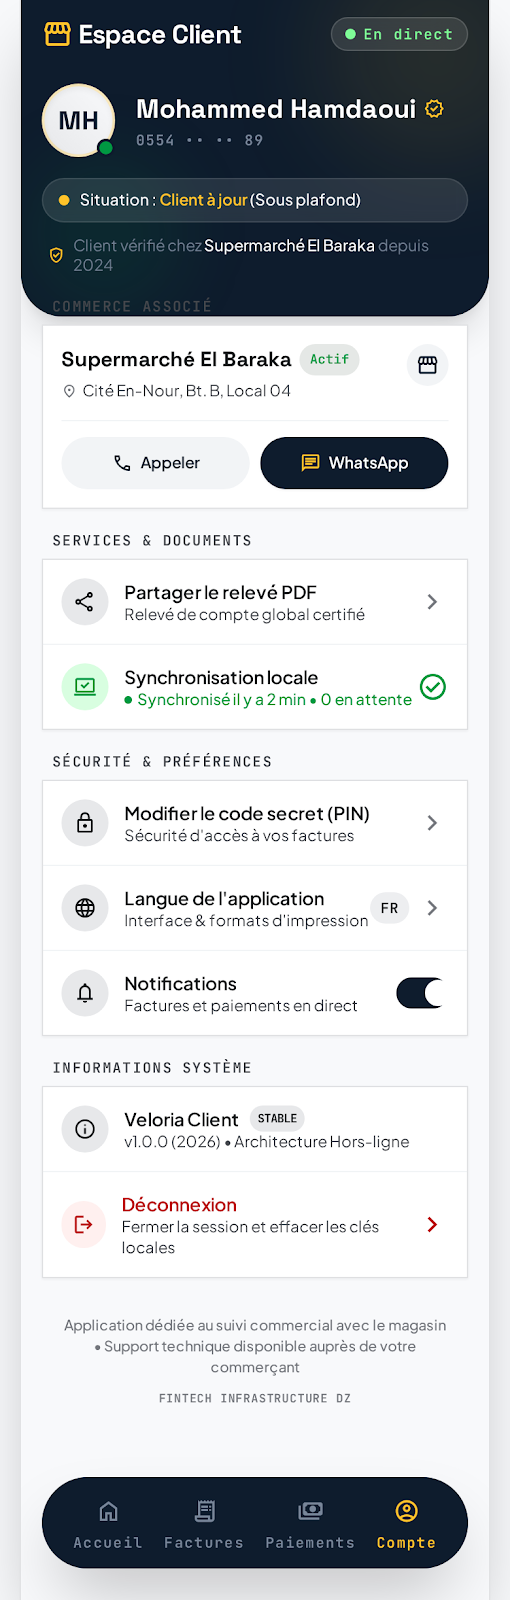 Espace Client
En direct
MH
Mohammed Hamdaoui
0554 •• •• 89
Situation : Client à jour (Sous plafond)
Client vérifié chez Supermarché El Baraka depuis
2024
COMMERCE ASSOCIÉ
Supermarché El Baraka
Actif
Cité En-Nour, Bt. B, Local 04
Appeler
WhatsApp
SERVICES & DOCUMENTS
Partager le relevé PDF
Relevé de compte global certifié
Synchronisation locale
● Synchronisé il y a 2 min • 0 en attente
SÉCURITÉ & PRÉFÉRENCES
Modifier le code secret (PIN)
Sécurité d'accès à vos factures
Langue de l'application
Interface & formats d'impression
FR
Notifications
Factures et paiements en direct
INFORMATIONS SYSTÈME
Veloria Client
STABLE
v1.0.0 (2026) • Architecture Hors-ligne
Déconnexion
Fermer la session et effacer les clés
locales
Application dédiée au suivi commercial avec le magasin
• Support technique disponible auprès de votre
commerçant
FINTECH INFRASTRUCTURE DZ
Accueil
Factures
Paiements
Compte